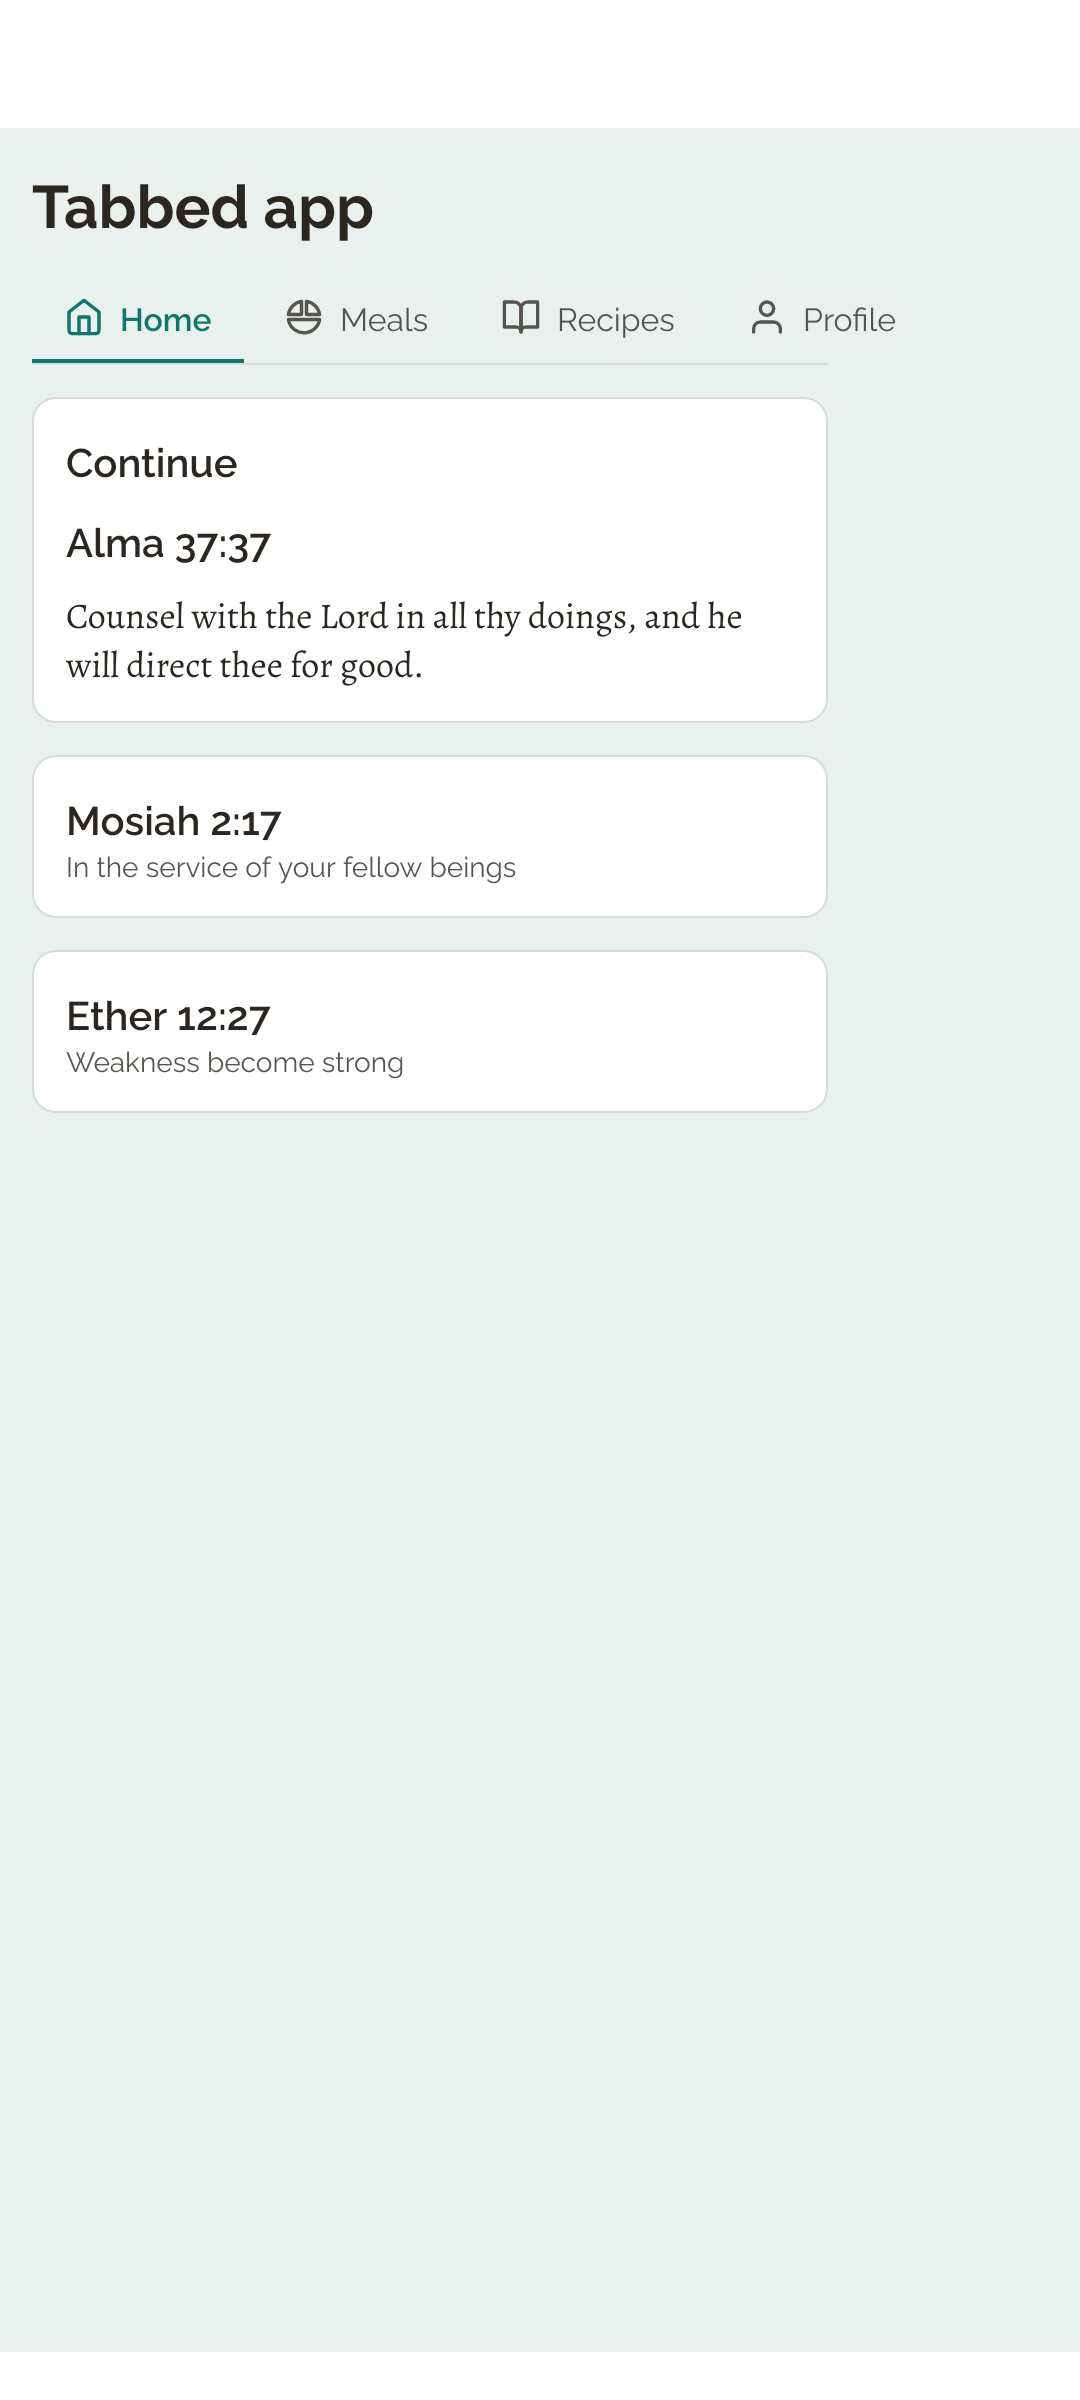 Tabbed app
Home Meals Recipes Profile
Continue
Alma 37:37
Counsel with the Lord in all thy doings, and he
will direct thee for good.
Mosiah 2:17
In the service of your fellow beings
Ether 12:27
Weakness become strong